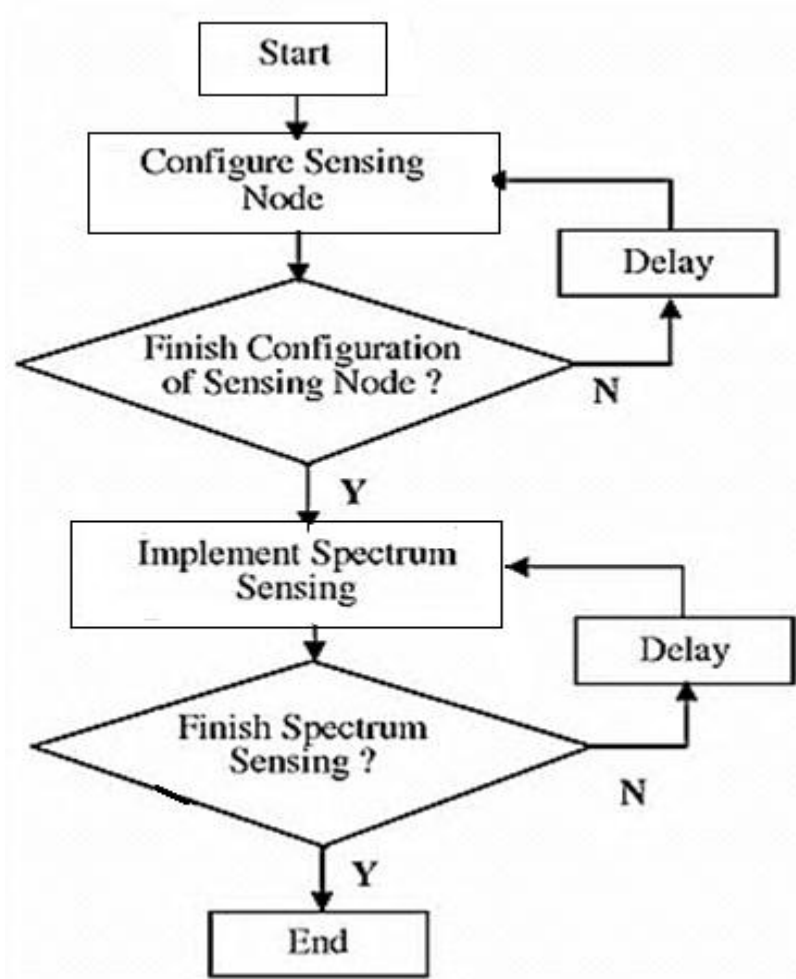 Start
Configure Sensing
Node
Delay
Finish Configuration
of Sensing Node ?
N
Y
Implement Spectrum
Sensing
Delay
Finish Spectrum
Sensing ?
N
Y
End